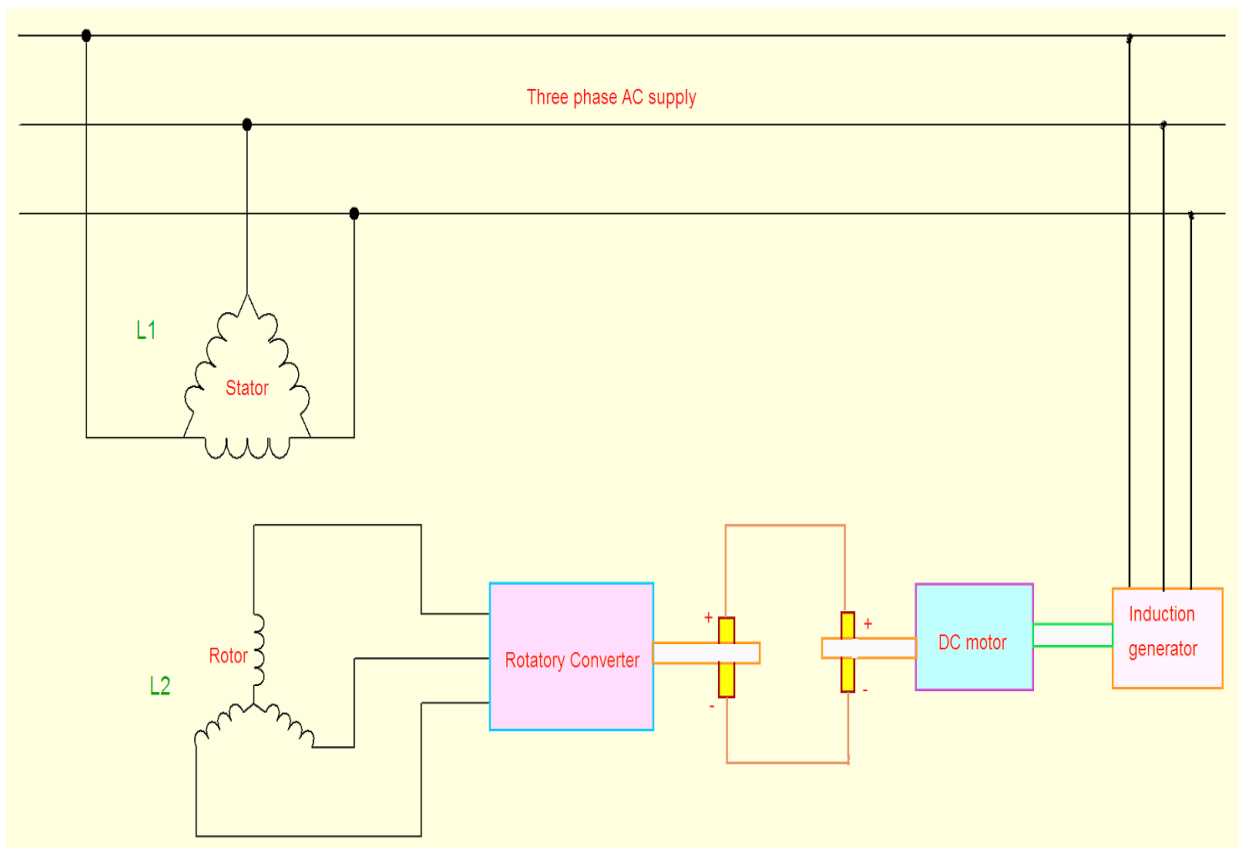 Three phase AC supply
L1
Stator
Rotor
L2
Rotatory Converter
+
-
+
-
DC motor
Induction
generator